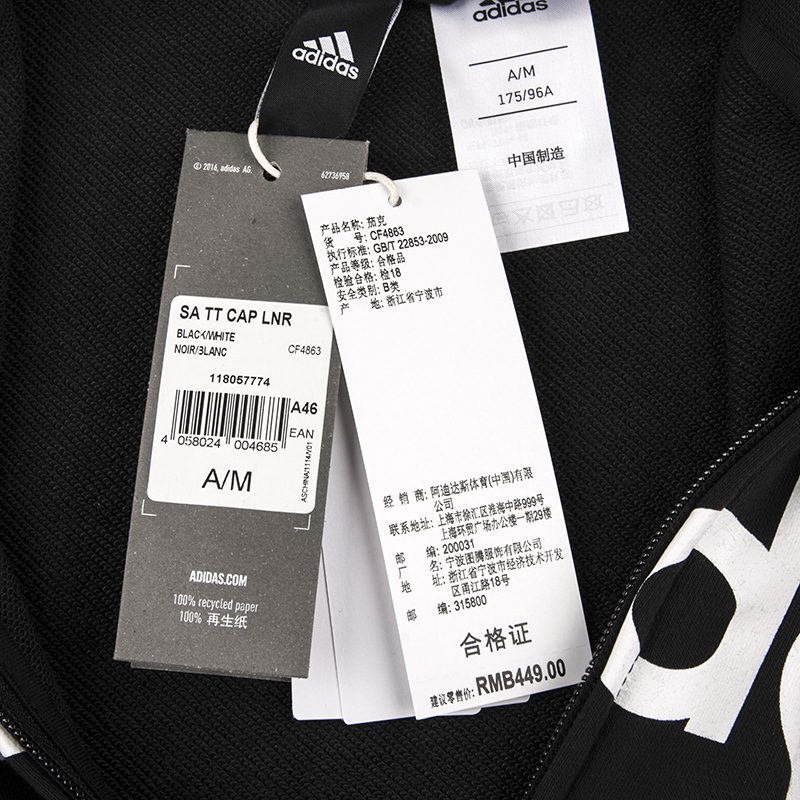 adidas
adidas
A/M
175/96A
中国制造
© 2016, adidas AG.
62736958
SA TT CAP LNR
BLACK/WHITE
NOIR/BLANC
CF4863
118057774
A46
EAN
4 058024 004685
A/M
ASCHINA/1114/V01
ADIDAS.COM
100% recycled paper
100% 再生纸
产品名称: 茄克
货 号: CF4863
执行标准: GB/T 22853-2009
产品等级: 合格品
检验合格: 检18
安全类别: B类
产 地: 浙江省宁波市
经 销 商: 阿迪达斯体育(中国)有限
公司
联系地址: 上海市徐汇区淮海中路999号
上海环贸广场办公楼一期29楼
邮 编: 200031
厂 名: 宁波图腾服饰有限公司
地 址: 浙江省宁波市经济技术开发
区甬江路18号
邮 编: 315800
合格证
建议零售价: RMB449.00